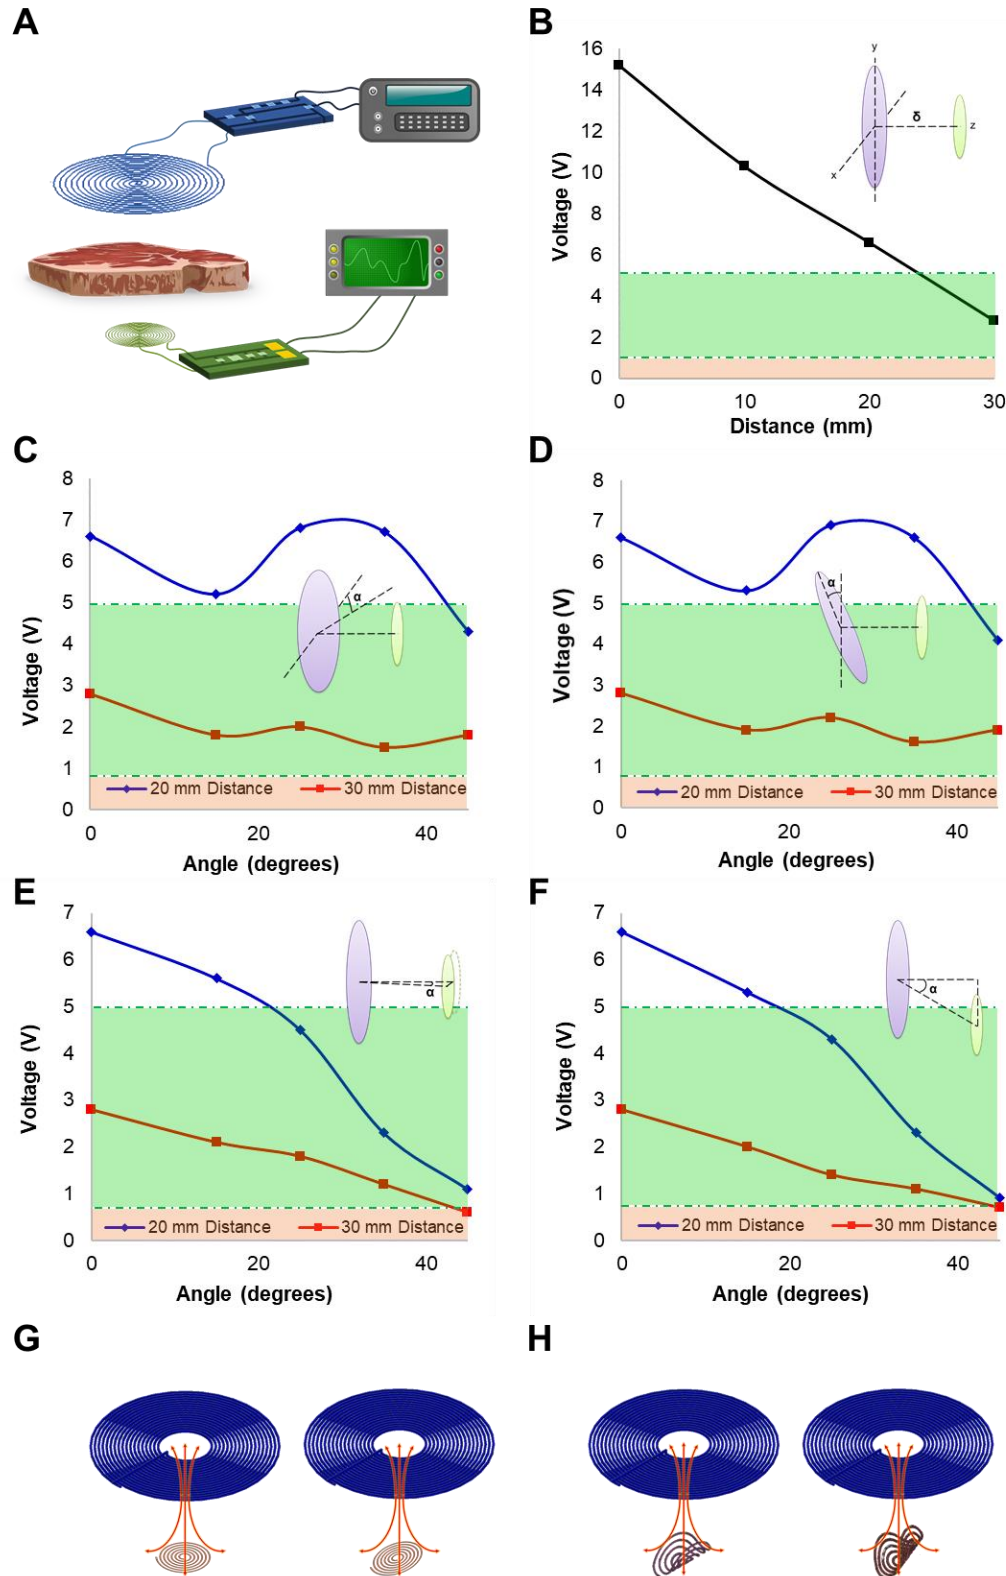 A
B
16
14
12
10
8
6
4
2
0
Voltage (V)
y
δ
z
x
0 10 20 30
Distance (mm)
C
8
7
6
5
4
3
2
1
0
Voltage (V)
α
20 mm Distance 30 mm Distance
0 20 40
Angle (degrees)
D
8
7
6
5
4
3
2
1
0
Voltage (V)
α
20 mm Distance 30 mm Distance
0 20 40
Angle (degrees)
E
7
6
5
4
3
2
1
0
Voltage (V)
α
20 mm Distance 30 mm Distance
0 20 40
Angle (degrees)
F
7
6
5
4
3
2
1
0
Voltage (V)
α
20 mm Distance 30 mm Distance
0 20 40
Angle (degrees)
G
H